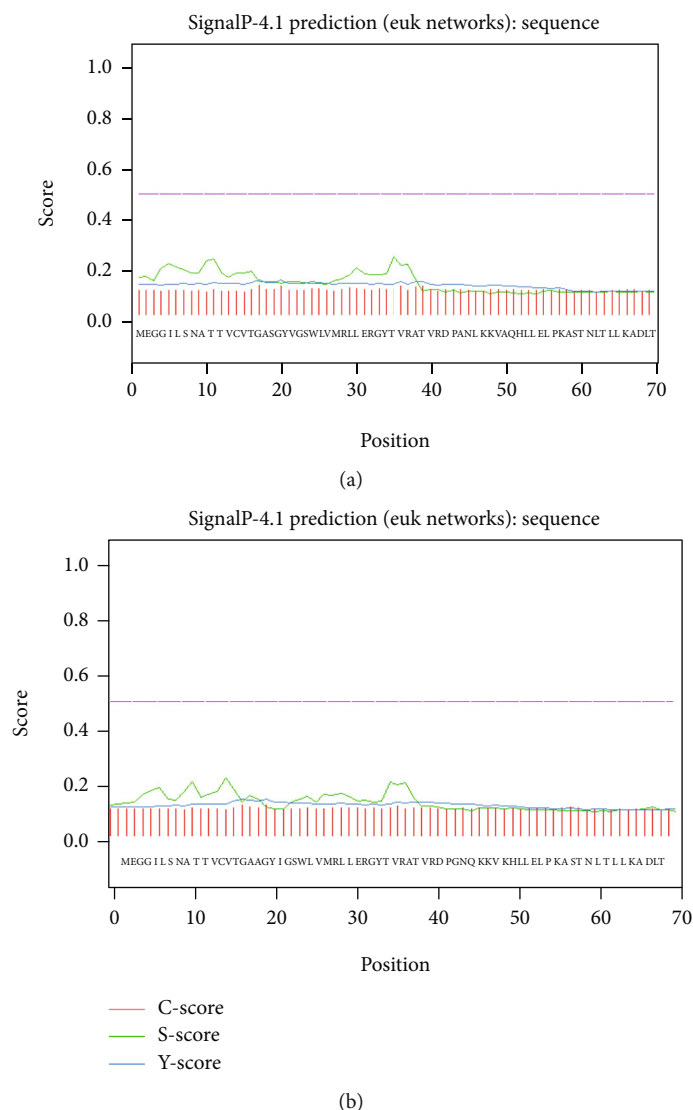 SignalP-4.1 prediction (euk networks): sequence
1.0
0.8
0.6
0.4
0.2
0.0
Score
MEGG I L S NA T T VCVTGASGYVGSWLVMRLL ERGYT VRAT VRD PANL KKVAQHLL EL PKAST NLT LL KADLT
0 10 20 30 40 50 60 70
Position
(a)
SignalP-4.1 prediction (euk networks): sequence
1.0
0.8
0.6
0.4
0.2
0.0
Score
MEGG I L S NA T T VCVTGAAGY I GSWL VMRL L ERGYT VRAT VRD PGNQ KKV KHLL EL P KA ST N L T L L KA DLT
0 10 20 30 40 50 60 70
Position
C-score
S-score
Y-score
(b)